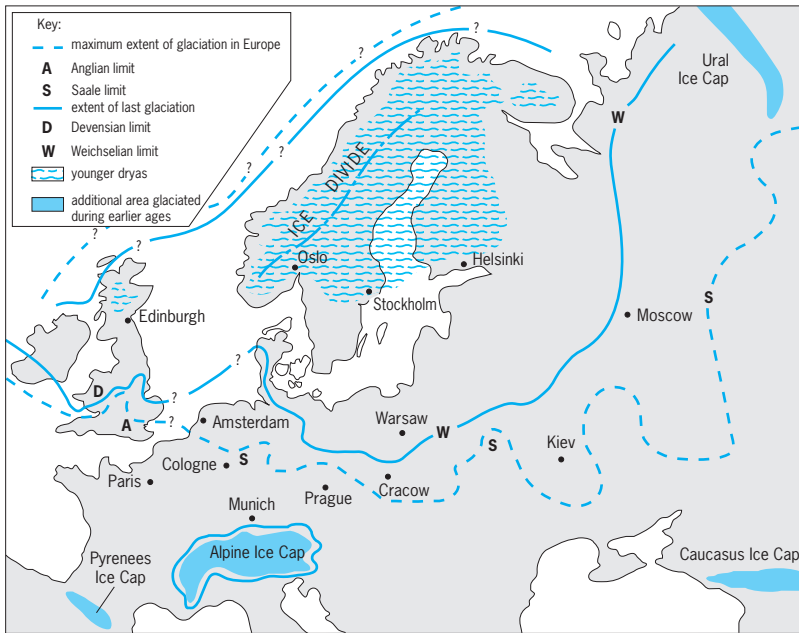 Key:
maximum extent of glaciation in Europe
A Anglian limit
S Saale limit
extent of last glaciation
D Devensian limit
W Weichselian limit
younger dryas
additional area glaciated
during earlier ages
?
?
?
?
?
?
?
?
?
Ural
Ice Cap
W
ICE DIVIDE
Oslo
Helsinki
Stockholm
S
Moscow
Edinburgh
D
A
Amsterdam
Warsaw
W
S
Kiev
Cologne
S
Paris
Prague
Cracow
Munich
Alpine Ice Cap
Pyrenees
Ice Cap
Caucasus Ice Cap